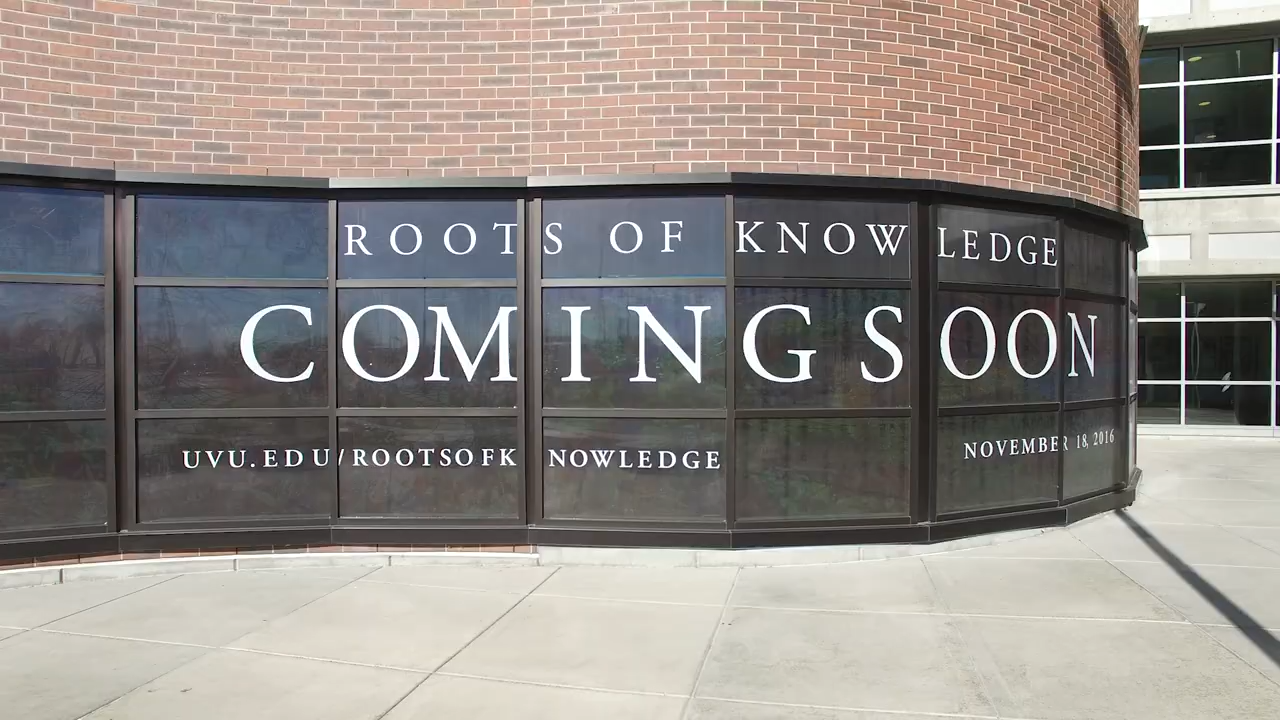 ROOTS OF KNOWLEDGE
COMING SOON
UVU.EDU/ROOTSOFKNOWLEDGE
NOVEMBER 18, 2016